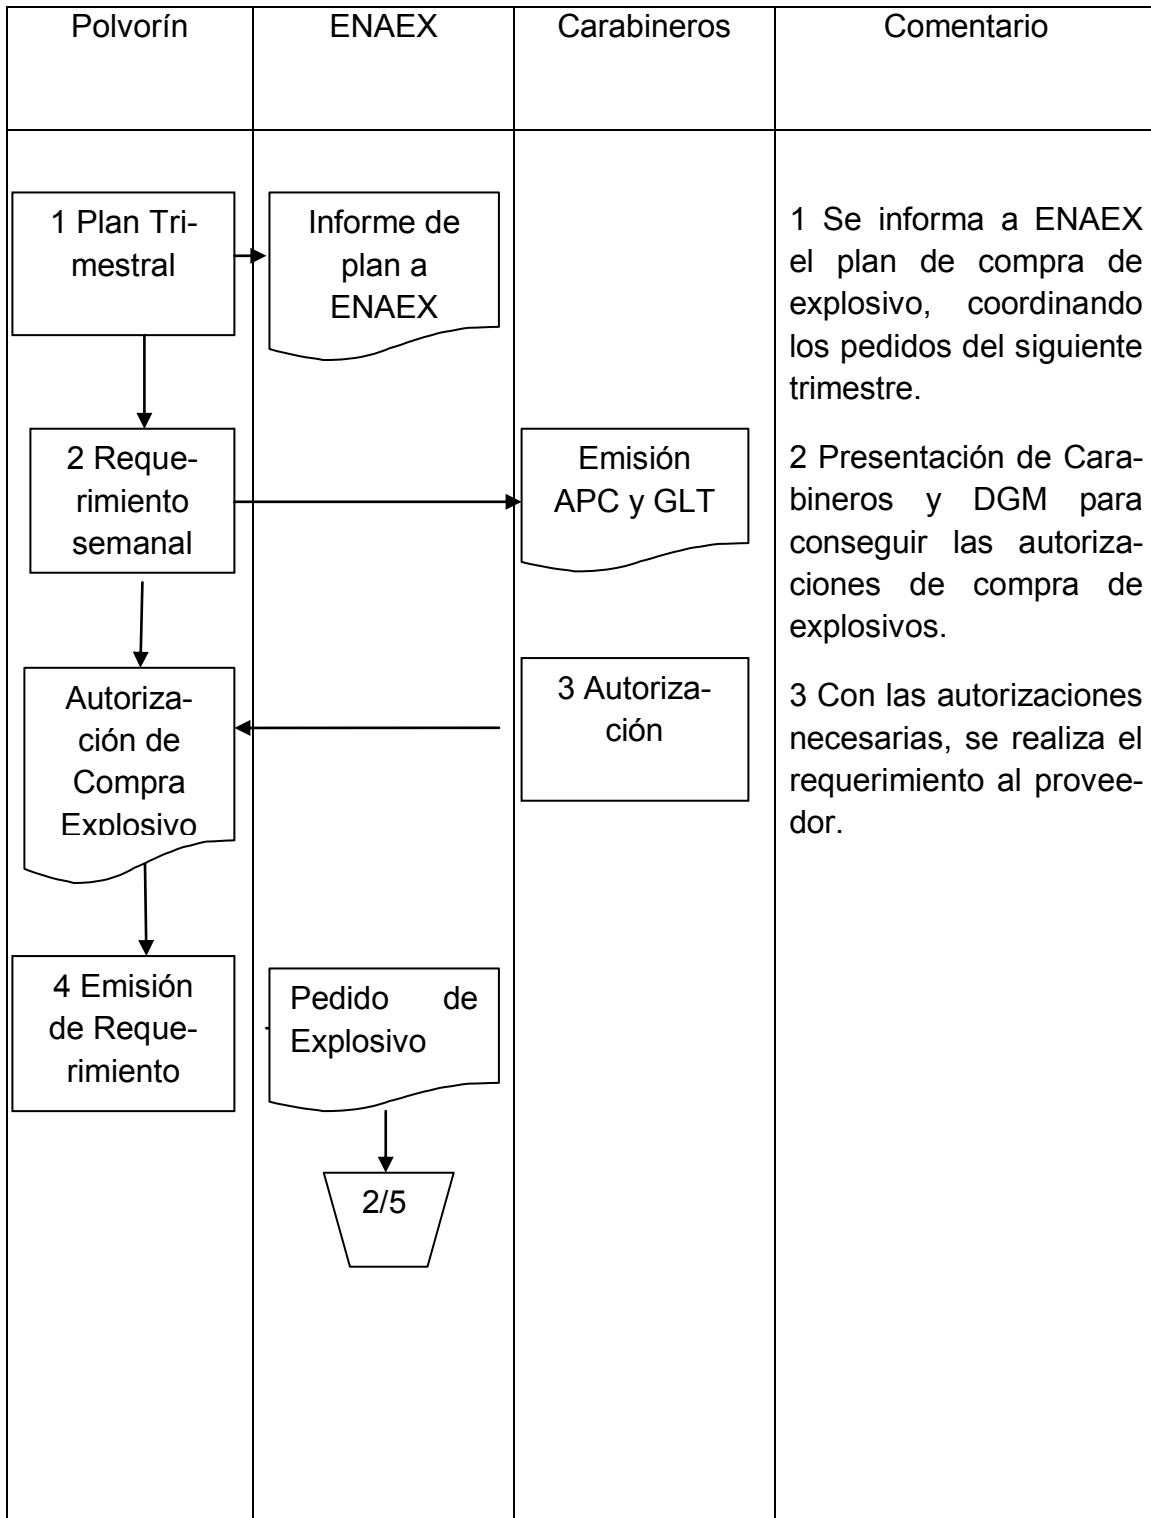 Polvorín
ENAEX
Carabineros
Comentario
1 Plan Tri-
mestral
Informe de
plan a
ENAEX
1 Se informa a ENAEX
el plan de compra de
explosivo, coordinando
los pedidos del siguiente
trimestre.
2 Reque-
rimiento
semanal
Emisión
APC y GLT
2 Presentación de Cara-
bineros y DGM para
conseguir las autoriza-
ciones de compra de
explosivos.
Autoriza-
ción de
Compra
Explosivo
3 Autoriza-
ción
3 Con las autorizaciones
necesarias, se realiza el
requerimiento al provee-
dor.
4 Emisión
de Reque-
rimiento
Pedido de
Explosivo
2/5